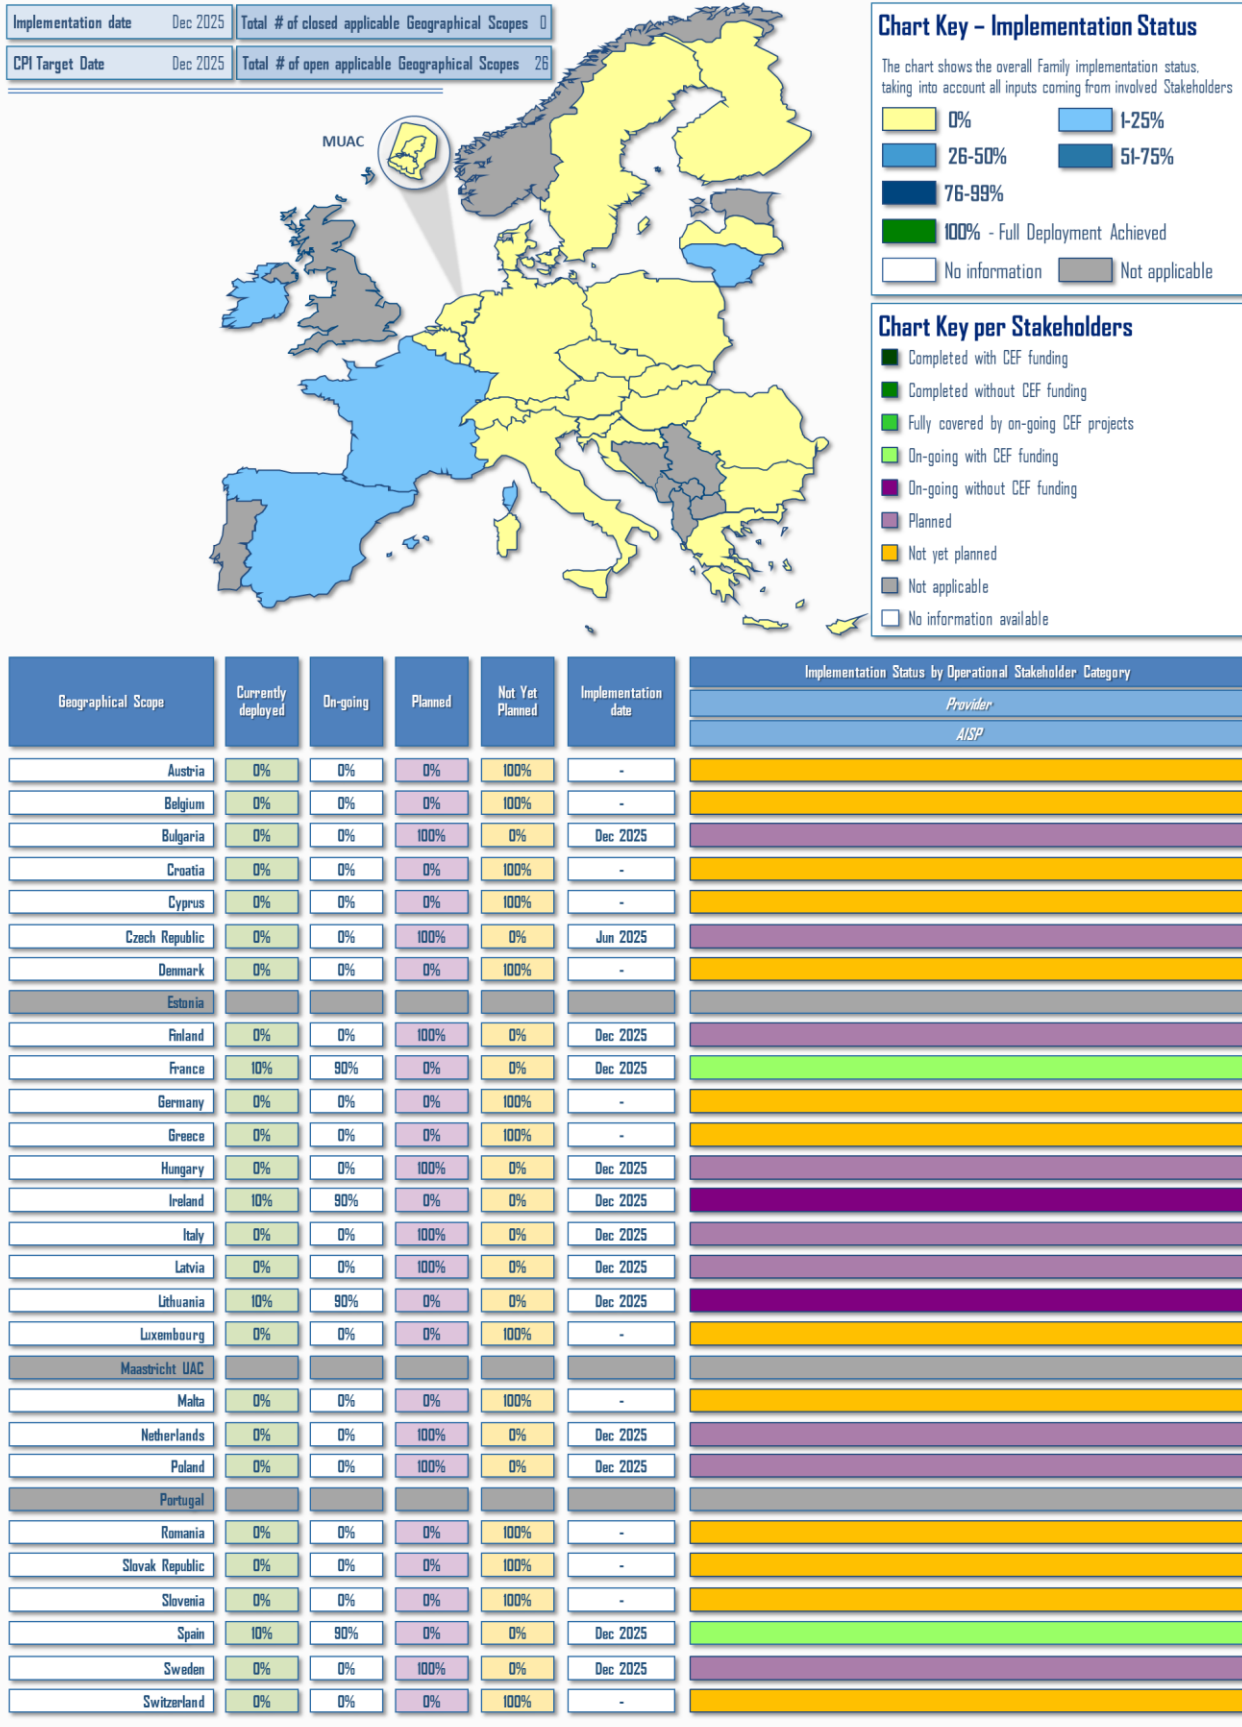 Implementation date Dec 2025 Total # of closed applicable Geographical Scopes 0
CP1 Target Date Dec 2025 Total # of open applicable Geographical Scopes 26
MUAC
Chart Key – Implementation Status
The chart shows the overall Family implementation status,
taking into account all inputs coming from involved Stakeholders
0% 1-25%
26-50% 51-75%
76-99%
100% - Full Deployment Achieved
No information Not applicable
Chart Key per Stakeholders
Completed with CEF funding
Completed without CEF funding
Fully covered by on-going CEF projects
On-going with CEF funding
On-going without CEF funding
Planned
Not yet planned
Not applicable
No information available
Geographical Scope Currently deployed On-going Planned Not Yet Planned Implementation date Implementation Status by Operational Stakeholder Category
Provider
AISP
Austria 0% 0% 0% 100% -
Belgium 0% 0% 0% 100% -
Bulgaria 0% 0% 100% 0% Dec 2025
Croatia 0% 0% 0% 100% -
Cyprus 0% 0% 0% 100% -
Czech Republic 0% 0% 100% 0% Jun 2025
Denmark 0% 0% 0% 100% -
Estonia
Finland 0% 0% 100% 0% Dec 2025
France 10% 90% 0% 0% Dec 2025
Germany 0% 0% 0% 100% -
Greece 0% 0% 0% 100% -
Hungary 0% 0% 100% 0% Dec 2025
Ireland 10% 90% 0% 0% Dec 2025
Italy 0% 0% 100% 0% Dec 2025
Latvia 0% 0% 100% 0% Dec 2025
Lithuania 10% 90% 0% 0% Dec 2025
Luxembourg 0% 0% 0% 100% -
Maastricht UAC
Malta 0% 0% 0% 100% -
Netherlands 0% 0% 100% 0% Dec 2025
Poland 0% 0% 100% 0% Dec 2025
Portugal
Romania 0% 0% 0% 100% -
Slovak Republic 0% 0% 0% 100% -
Slovenia 0% 0% 0% 100% -
Spain 10% 90% 0% 0% Dec 2025
Sweden 0% 0% 100% 0% Dec 2025
Switzerland 0% 0% 0% 100% -